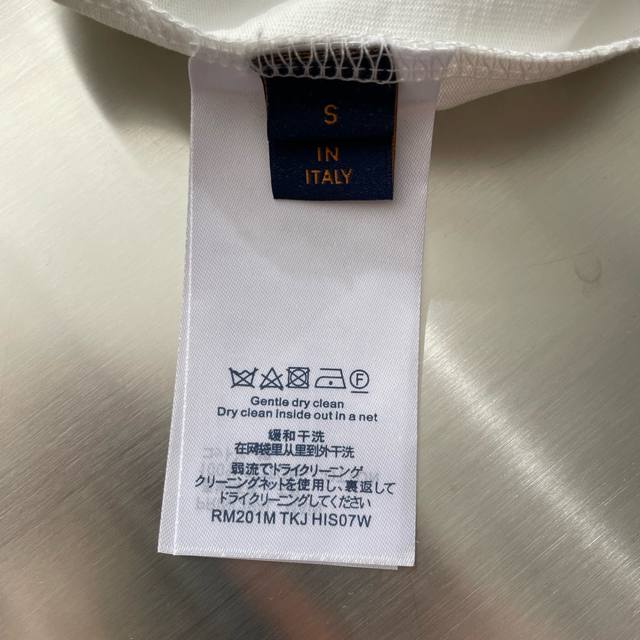 S
IN
ITALY
Gentle dry clean
Dry clean inside out in a net
缓和干洗
在网袋里从里到外干洗
弱流でドライクリーニング
クリーニングネットを使用し、裏返して
ドライクリーニングしてください
RM201M TKJ HIS07W